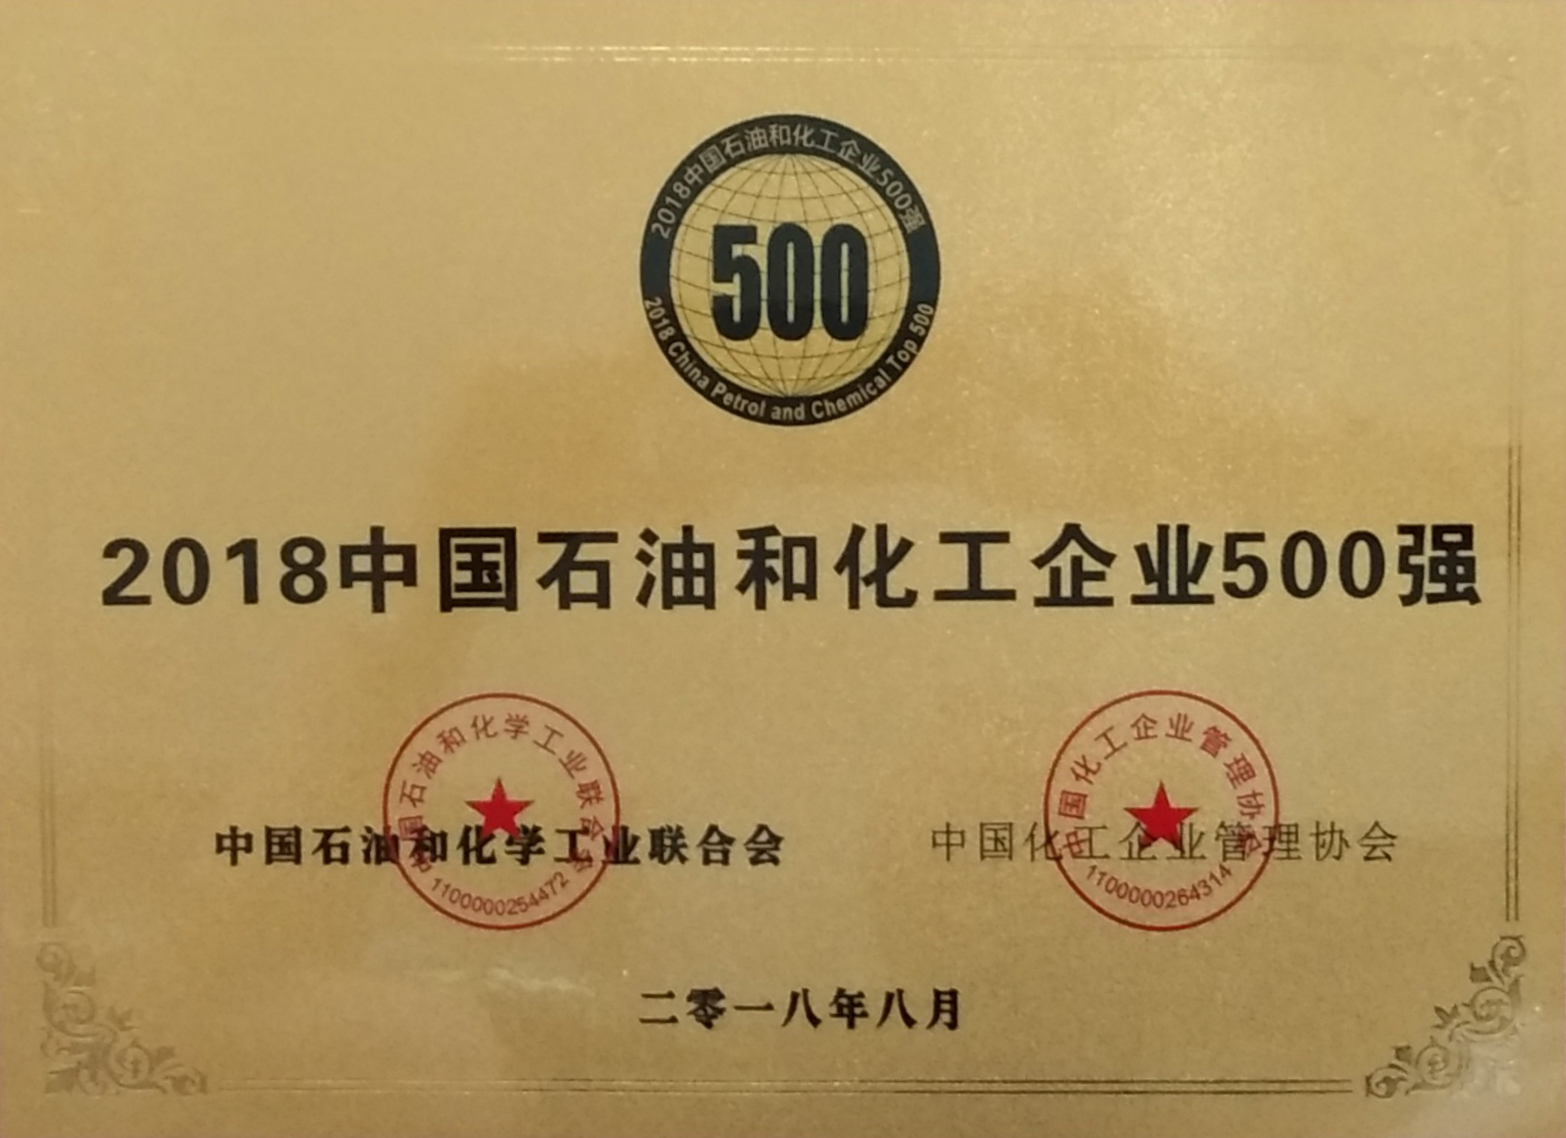 2018中国石油和化工企业500强
500
2018 China Petrol and Chemical Top 500
2018中国石油和化工企业500强
中国石油和化学工业联合会
1100000254472
中国石油和化学工业联合会
中国化工企业管理协会
1100000264314
中国化工企业管理协会
二零一八年八月